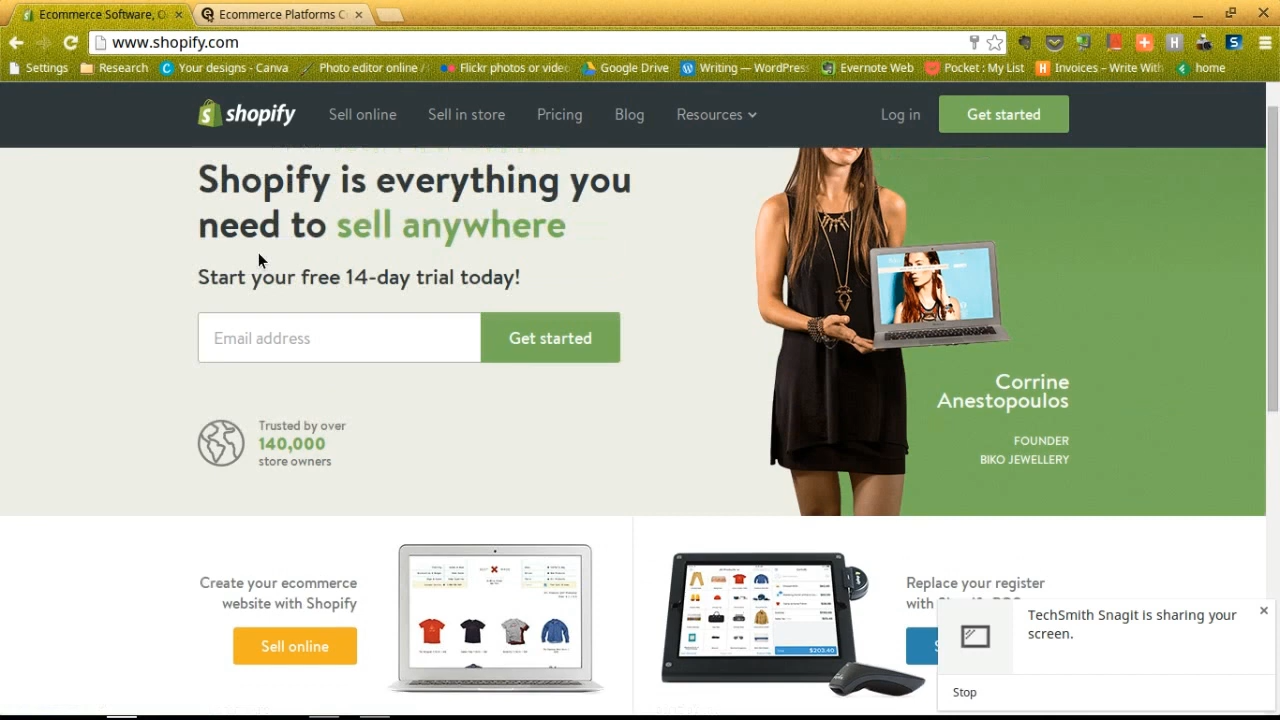 Ecommerce Software, O
Ecommerce Platforms C
www.shopify.com
Settings
Research
Your designs - Canva
Photo editor online /
Flickr photos or vide
Google Drive
Writing — WordPress
Evernote Web
Pocket : My List
Invoices – Write With
home
shopify
Sell online
Sell in store
Pricing
Blog
Resources
Log in
Get started
Shopify is everything you
need to sell anywhere
Start your free 14-day trial today!
Email address
Get started
Trusted by over
140,000
store owners
Corrine
Anestopoulos
FOUNDER
BIKO JEWELLERY
Create your ecommerce
website with Shopify
Sell online
$203.40
Replace your register
with
TechSmith Snagit is sharing your
screen.
Stop